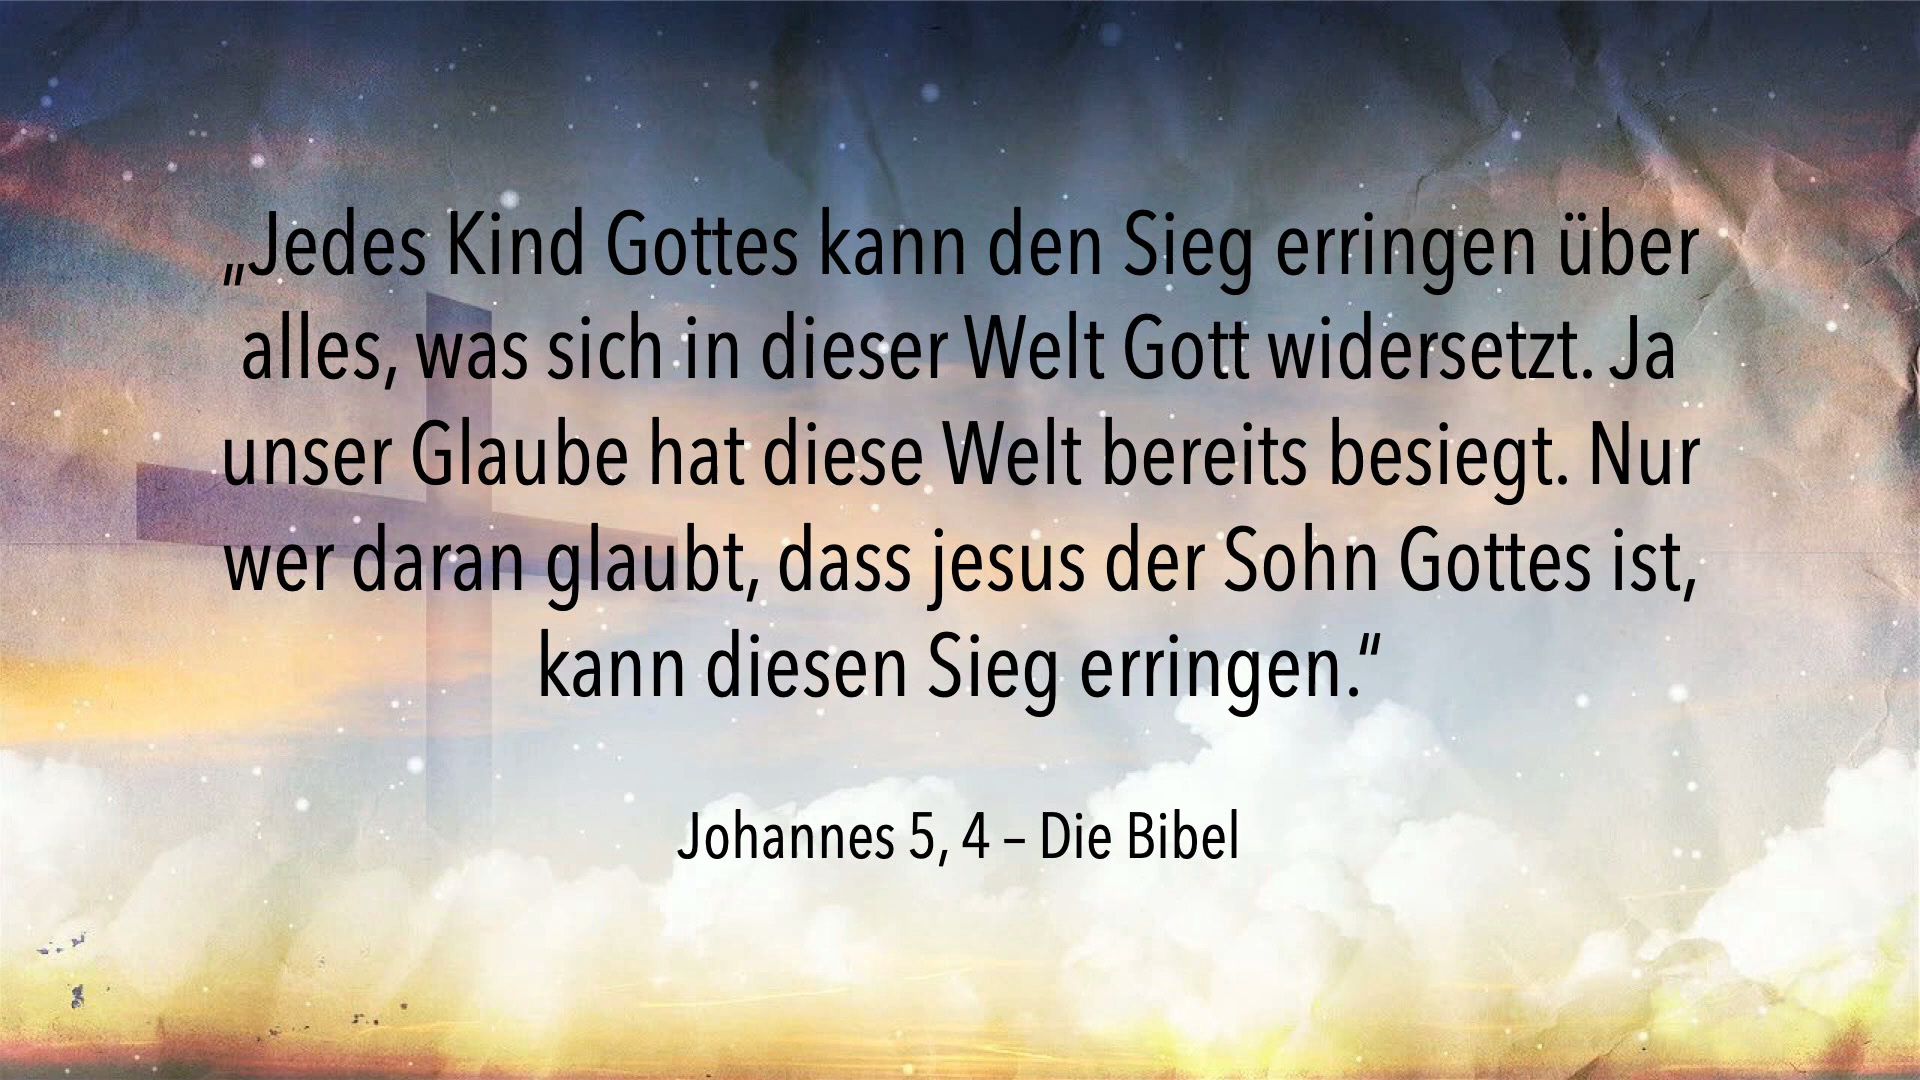 „Jedes Kind Gottes kann den Sieg erringen über
alles, was sich in dieser Welt Gott widersetzt. Ja
unser Glaube hat diese Welt bereits besiegt. Nur
wer daran glaubt, dass jesus der Sohn Gottes ist,
kann diesen Sieg erringen.“
Johannes 5, 4 – Die Bibel